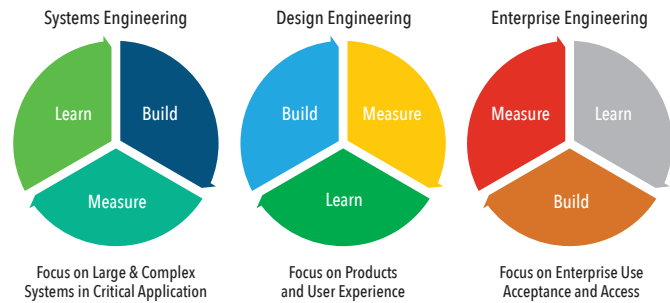 Systems Engineering
Learn
Build
Measure
Focus on Large & Complex
Systems in Critical Application
Design Engineering
Build
Measure
Learn
Focus on Products
and User Experience
Enterprise Engineering
Measure
Learn
Build
Focus on Enterprise Use
Acceptance and Access